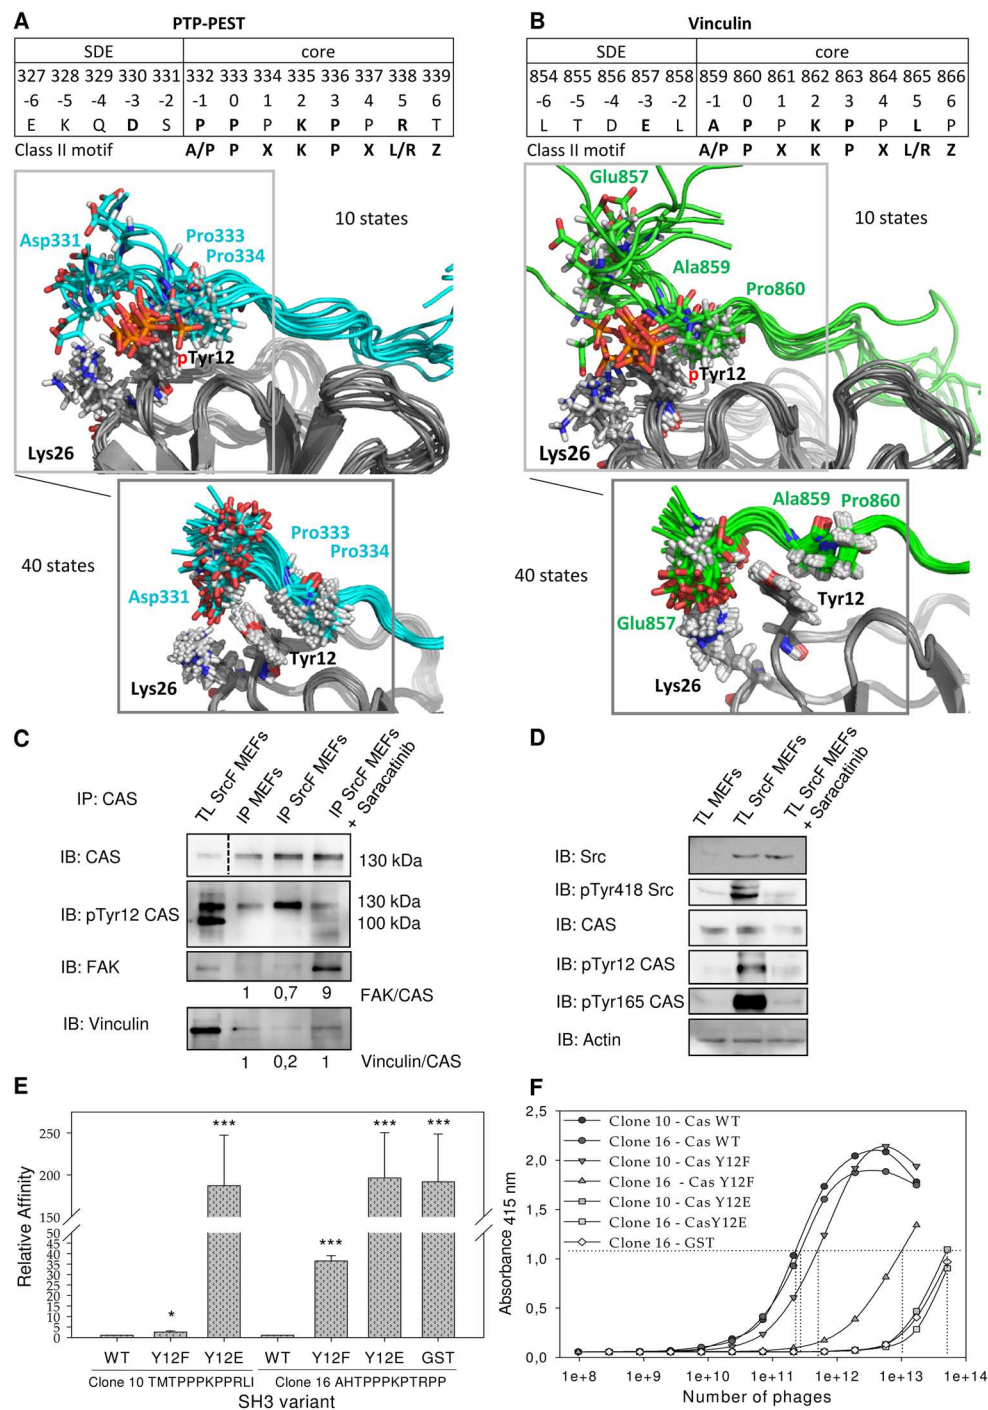 A PTP-PEST
SDE core
327 328 329 330 331 332 333 334 335 336 337 338 339
-6 -5 -4 -3 -2 -1 0 1 2 3 4 5 6
E K Q D S P P P K P P R T
Class II motif A/P P X K P X L/R Z
10 states
Asp331
Pro333
Pro334
pTyr12
Lys26
40 states
Pro333
Pro334
Asp331
Tyr12
Lys26
B Vinculin
SDE core
854 855 856 857 858 859 860 861 862 863 864 865 866
-6 -5 -4 -3 -2 -1 0 1 2 3 4 5 6
L T D E L A P P K P P L P
Class II motif A/P P X K P X L/R Z
Glu857
10 states
Ala859
Pro860
pTyr12
Lys26
40 states
Ala859 Pro860
Tyr12
Glu857
Lys26
C
IP: CAS
TL SrcF MEFs
IP MEFs
IP SrcF MEFs
IP SrcF MEFs
+ Saracatinib
IB: CAS 130 kDa
IB: pTyr12 CAS 130 kDa
100 kDa
IB: FAK
1 0,7 9 FAK/CAS
IB: Vinculin
1 0,2 1 Vinculin/CAS
D
TL MEFs
TL SrcF MEFs
TL SrcF MEFs
+ Saracatinib
IB: Src
IB: pTyr418 Src
IB: CAS
IB: pTyr12 CAS
IB: pTyr165 CAS
IB: Actin
E
Relative Affinity
250
200
150
50
45
40
35
30
25
20
15
10
5
0
* *** *** *** ***
WT Y12F Y12E WT Y12F Y12E GST
Clone 10 TMTPPPKPPRLI Clone 16 AHTPPPKPTRPP
SH3 variant
F
Absorbance 415 nm
2,5
2,0
1,5
1,0
0,5
0,0
Clone 10 - Cas WT
Clone 16 - Cas WT
Clone 10 - Cas Y12F
Clone 16 - Cas Y12F
Clone 10 - Cas Y12E
Clone 16 - CasY12E
Clone 16 - GST
1e+8 1e+9 1e+10 1e+11 1e+12 1e+13 1e+14
Number of phages